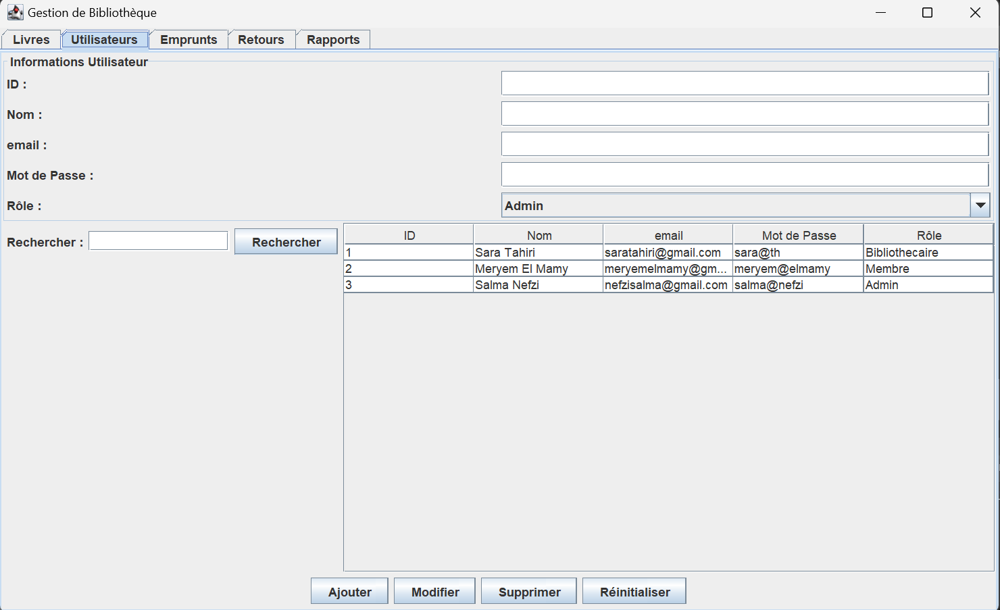 Gestion de Bibliothèque
Livres Utilisateurs Emprunts Retours Rapports
Informations Utilisateur
ID :
Nom :
email :
Mot de Passe :
Rôle : Admin
Rechercher : Rechercher
ID Nom email Mot de Passe Rôle
1 Sara Tahiri saratahiri@gmail.com sara@th Bibliothecaire
2 Meryem El Mamy meryemelmamy@gm... meryem@elmamy Membre
3 Salma Nefzi nefzisalma@gmail.com salma@nefzi Admin
Ajouter Modifier Supprimer Réinitialiser